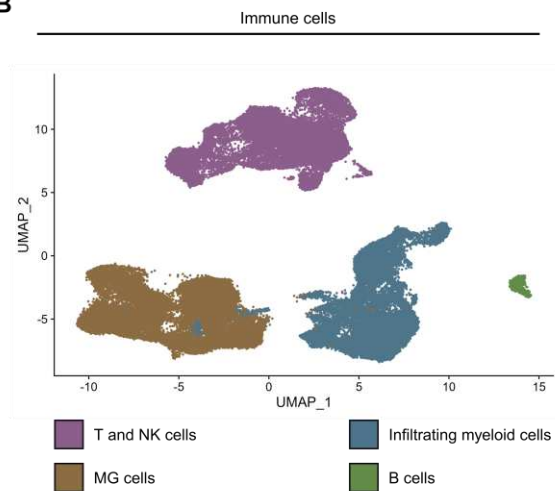 B
Immune cells
10
5
0
-5
UMAP_2
-10
-5
0
5
10
15
UMAP_1
T and NK cells
Infiltrating myeloid cells
MG cells
B cells